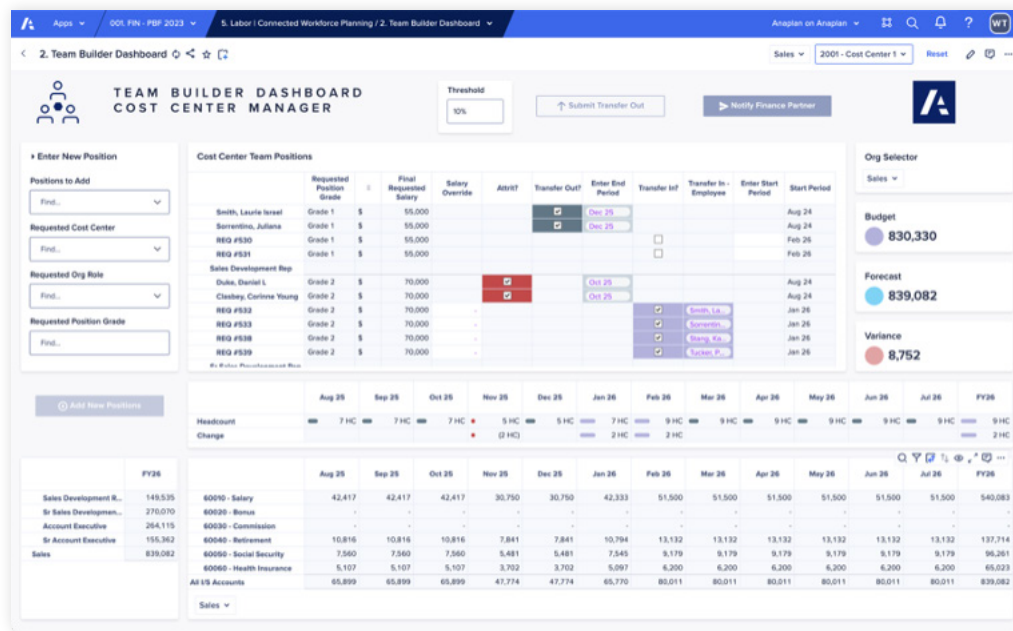 Apps
001. FIN - PBF 2023
5. Labor | Connected Workforce Planning / 2. Team Builder Dashboard
Anaplan on Anaplan
?
WT
2. Team Builder Dashboard
Sales
2001 - Cost Center 1
Reset
TEAM BUILDER DASHBOARD
COST CENTER MANAGER
Threshold
10%
Submit Transfer Out
Notify Finance Partner
Enter New Position
Positions to Add
Find...
Requested Cost Center
Find...
Requested Org Role
Find...
Requested Position Grade
Find...
Add New Positions
Cost Center Team Positions
Requested Position Grade Final Requested Salary Salary Override Attrit? Transfer Out? Enter End Period Transfer In? Transfer In - Employee Enter Start Period Start Period
Smith, Laurie Israel Grade 1 $ 55,000 Dec 25 Aug 24
Sorrentino, Juliana Grade 1 $ 55,000 Dec 25 Aug 24
REQ #530 Grade 1 $ 55,000 Feb 26
REQ #531 Grade 1 $ 55,000 Feb 26
Sales Development Rep
Duke, Daniel L Grade 2 $ 70,000 Oct 25 Aug 24
Clasbey, Corinne Young Grade 2 $ 70,000 Oct 25 Aug 24
REQ #532 Grade 2 $ 70,000 - Smith, La... Jan 26
REQ #533 Grade 2 $ 70,000 - Sorrentin... Jan 26
REQ #538 Grade 2 $ 70,000 - Stang, Ka... Jan 26
REQ #539 Grade 2 $ 70,000 - Tucker, P... Jan 26
Sr Sales Development Rep
Org Selector
Sales
Budget
830,330
Forecast
839,082
Variance
8,752
Aug 25 Sep 25 Oct 25 Nov 25 Dec 25 Jan 26 Feb 26 Mar 26 Apr 26 May 26 Jun 26 Jul 26 FY26
Headcount 7 HC 7 HC 7 HC 5 HC 5 HC 7 HC 9 HC 9 HC 9 HC 9 HC 9 HC 9 HC 9 HC
Change (2 HC) 2 HC 2 HC 2 HC
FY26
Sales Development R... 149,535
Sr Sales Developmen... 270,070
Account Executive 264,115
Sr Account Executive 155,362
Sales 839,082
Aug 25 Sep 25 Oct 25 Nov 25 Dec 25 Jan 26 Feb 26 Mar 26 Apr 26 May 26 Jun 26 Jul 26 FY26
60010 - Salary 42,417 42,417 42,417 30,750 30,750 42,333 51,500 51,500 51,500 51,500 51,500 51,500 540,083
60020 - Bonus - - - - - - - - - - - - -
60030 - Commission - - - - - - - - - - - - -
60040 - Retirement 10,816 10,816 10,816 7,841 7,841 10,794 13,132 13,132 13,132 13,132 13,132 13,132 137,714
60050 - Social Security 7,560 7,560 7,560 5,481 5,481 7,545 9,179 9,179 9,179 9,179 9,179 9,179 96,261
60060 - Health Insurance 5,107 5,107 5,107 3,702 3,702 5,097 6,200 6,200 6,200 6,200 6,200 6,200 65,023
All I/S Accounts 65,899 65,899 65,899 47,774 47,774 65,770 80,011 80,011 80,011 80,011 80,011 80,011 839,082
Sales